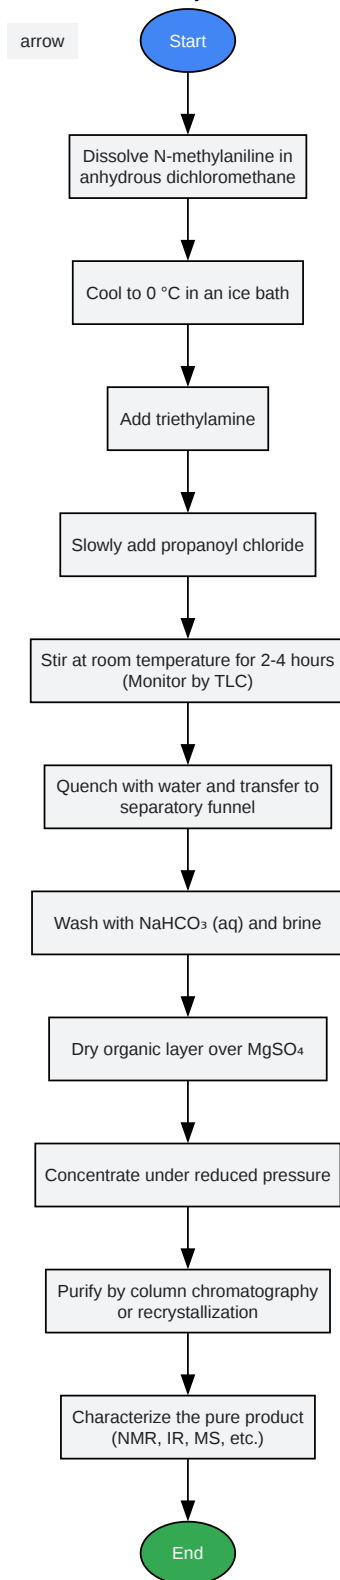 arrow
Start
Dissolve N-methylaniline in
anhydrous dichloromethane
Cool to 0 °C in an ice bath
Add triethylamine
Slowly add propanoyl chloride
Stir at room temperature for 2-4 hours
(Monitor by TLC)
Quench with water and transfer to
separatory funnel
Wash with NaHCO₃ (aq) and brine
Dry organic layer over MgSO₄
Concentrate under reduced pressure
Purify by column chromatography
or recrystallization
Characterize the pure product
(NMR, IR, MS, etc.)
End